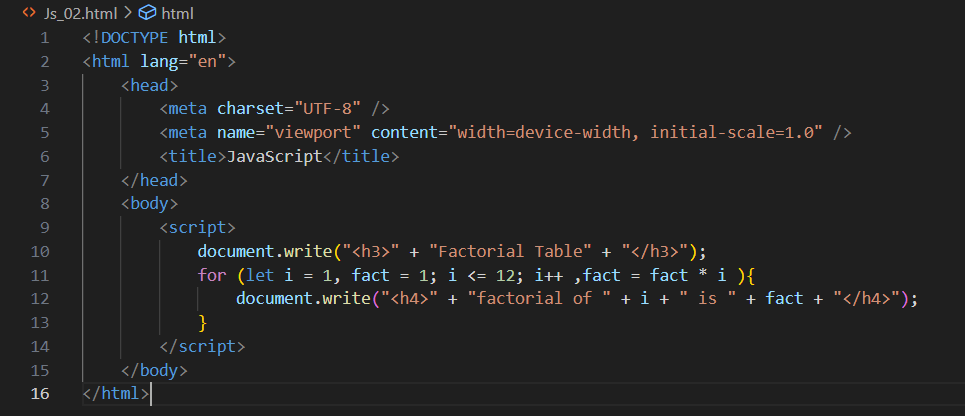 Js_02.html > html
1 <!DOCTYPE html>
2 <html lang="en">
3 <head>
4 <meta charset="UTF-8" />
5 <meta name="viewport" content="width=device-width, initial-scale=1.0" />
6 <title>JavaScript</title>
7 </head>
8 <body>
9 <script>
10 document.write("<h3>" + "Factorial Table" + "</h3>");
11 for (let i = 1, fact = 1; i <= 12; i++ ,fact = fact * i ){
12 document.write("<h4>" + "factorial of " + i + " is " + fact + "</h4>");
13 }
14 </script>
15 </body>
16 </html>